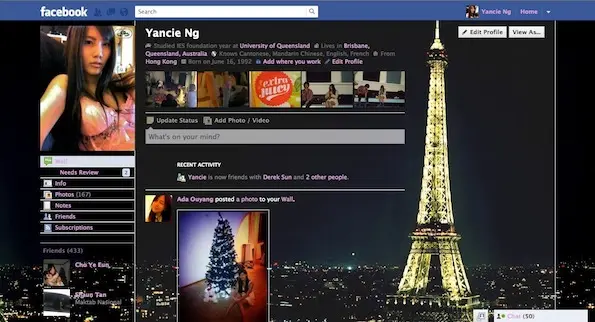 facebook
Search
Yancie Ng
Home
Yancie Ng
Edit Profile
View As...
Studied IES foundation year at University of Queensland Lives in Brisbane,
Queensland, Australia Knows Cantonese, Mandarin Chinese, English, French From
Hong Kong Born on June 16, 1992 Add where you work Edit Profile
extra
juicy
Update Status Add Photo / Video
What's on your mind?
RECENT ACTIVITY
Yancie is now friends with Derek Sun and 2 other people.
Ada Ouyang posted a photo to your Wall.
Wall
Needs Review 2
Info
Photos (167)
Notes
Friends
Subscriptions
Friends (433)
Cho Ye Eun
Shaun Tan
Maktab Nasional
Chat (50)